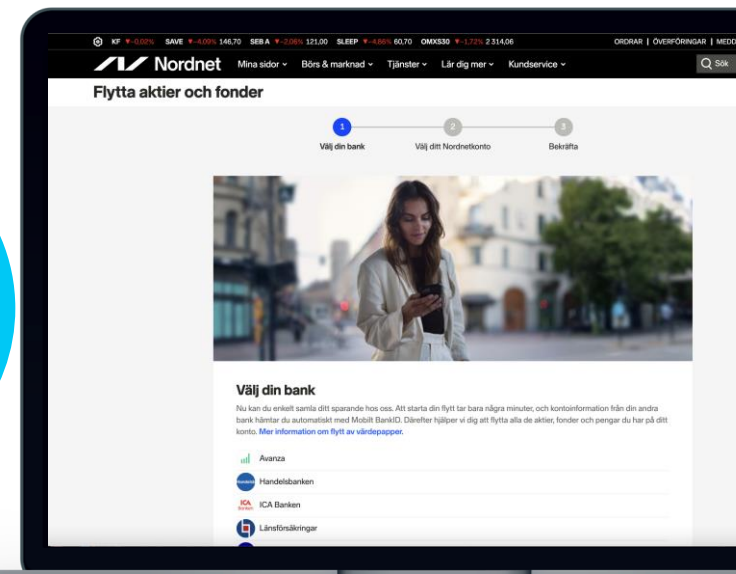 KF ▼-0,02% SAVE ▼-4,09% 146,70 SEB A ▼-2,06% 121,00 SLEEP ▼-4,66% 60,70 OMXS30 ▼-1,72% 2 314,06 ORDRAR | ÖVERFÖRINGAR | MEDD
Nordnet Mina sidor Börs & marknad Tjänster Lär dig mer Kundservice Sök
Flytta aktier och fonder
1 2 3
Välj din bank Välj ditt Nordnetkonto Bekräfta
Välj din bank
Nu kan du enkelt samla ditt sparande hos oss. Att starta din flytt tar bara några minuter, och kontoinformation från din andra
bank hämtar du automatiskt med Mobilt BankID. Därefter hjälper vi dig att flytta alla de aktier, fonder och pengar du har på ditt
konto. Mer information om flytt av värdepapper.
Avanza
Handelsbanken
ICA Banken
Länsförsäkringar